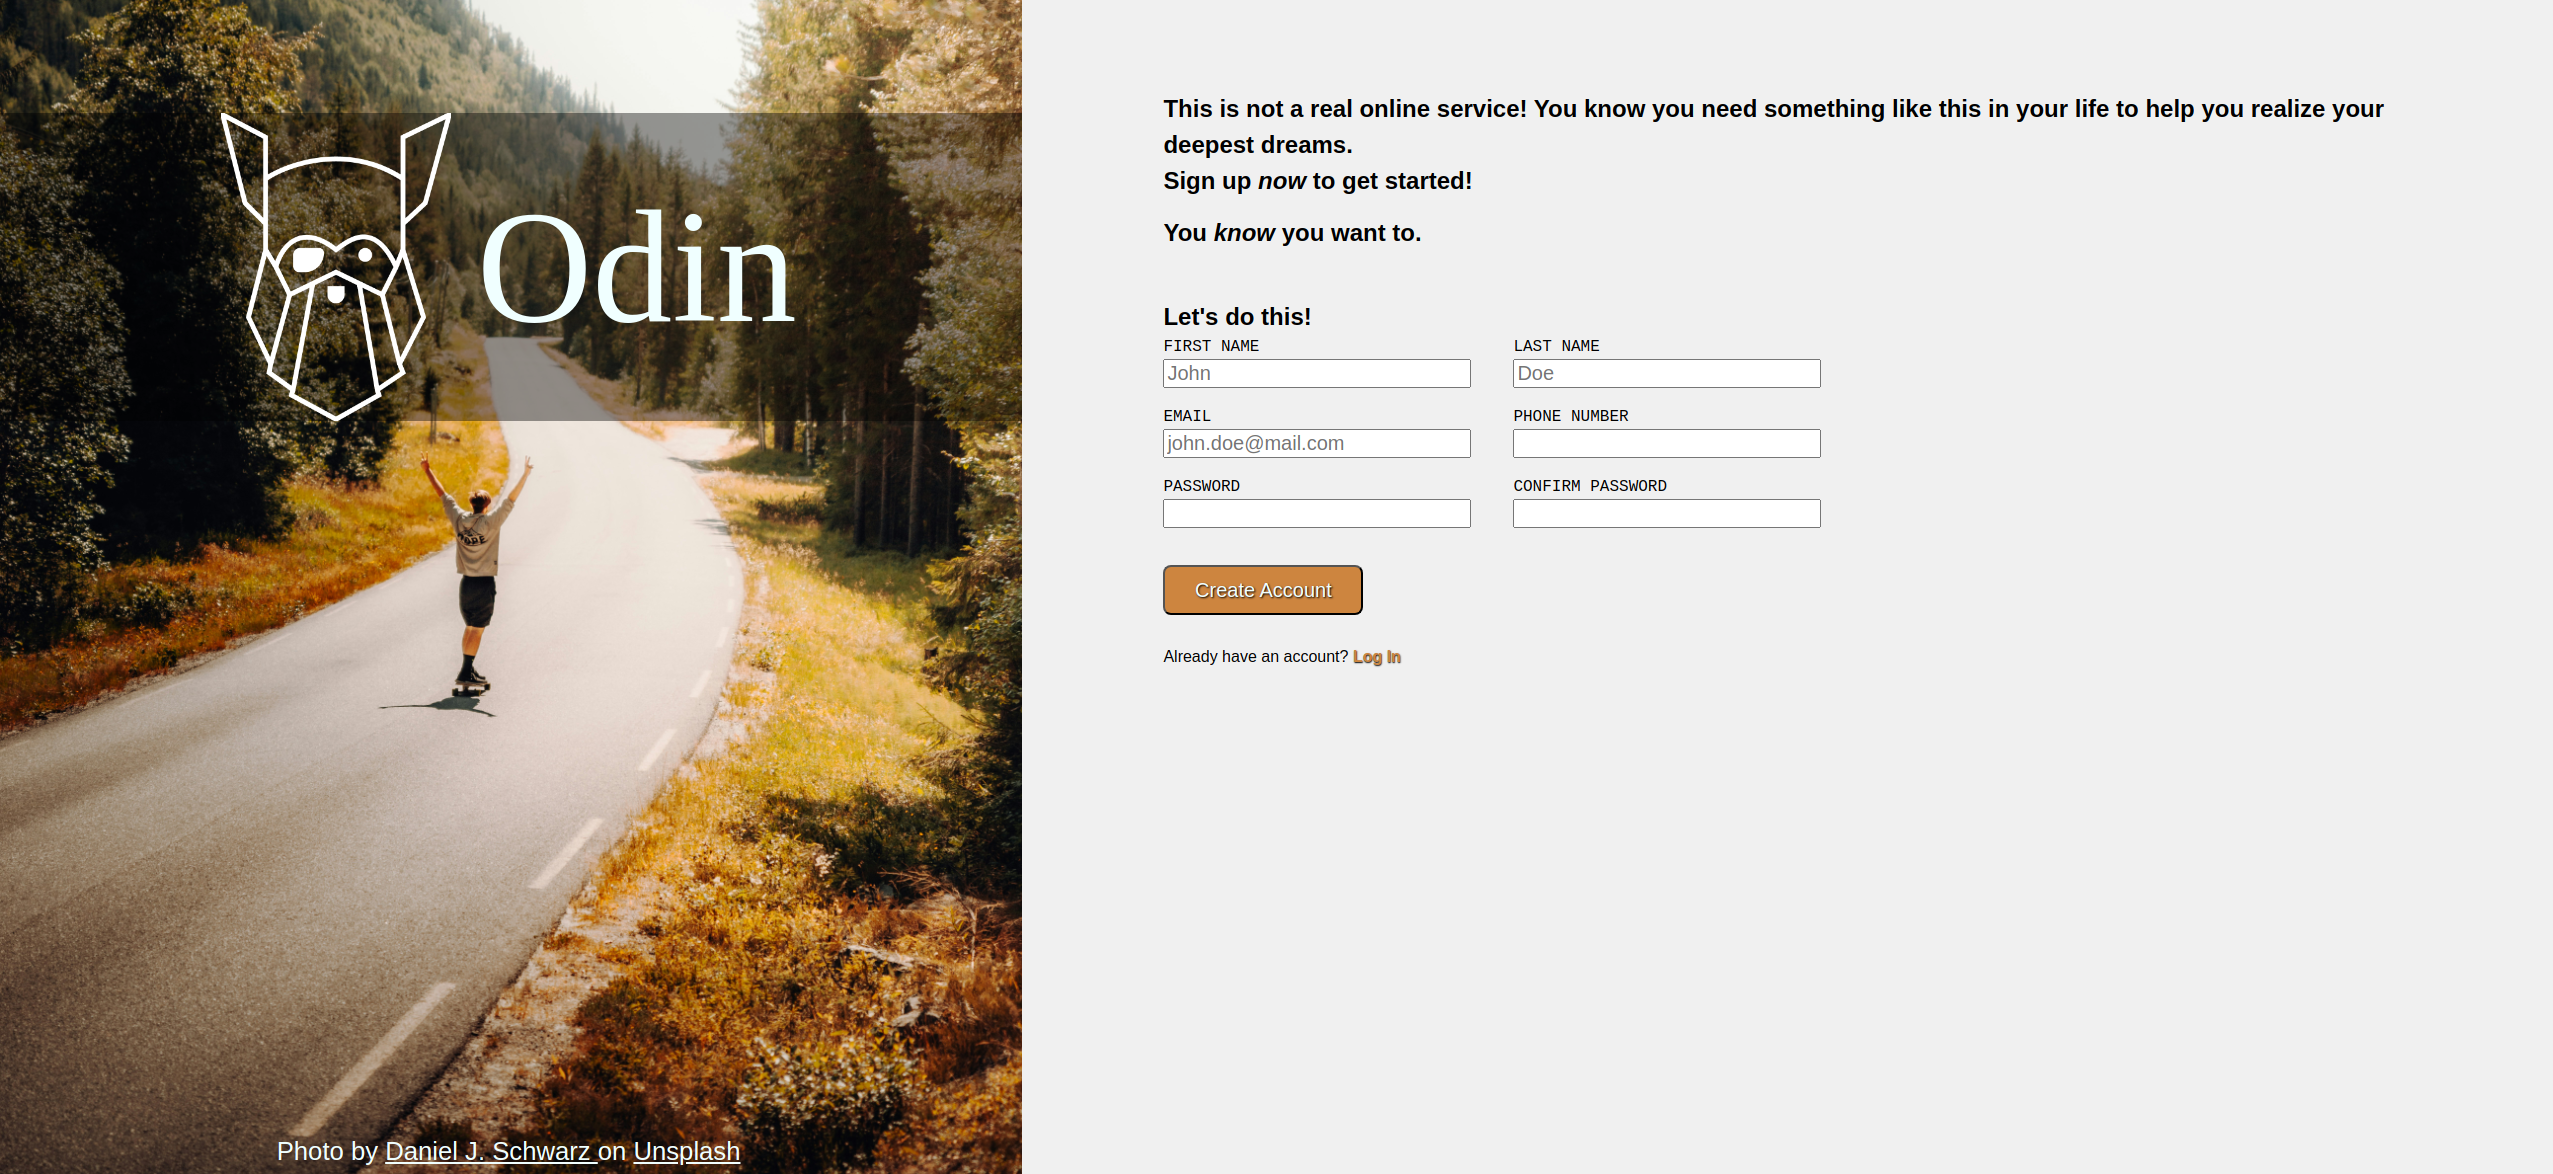 Odin
Photo by Daniel J. Schwarz on Unsplash
This is not a real online service! You know you need something like this in your life to help you realize your
deepest dreams.
Sign up now to get started!
You know you want to.
Let's do this!
FIRST NAME
LAST NAME
John
Doe
EMAIL
PHONE NUMBER
john.doe@mail.com
PASSWORD
CONFIRM PASSWORD
Create Account
Already have an account? Log In